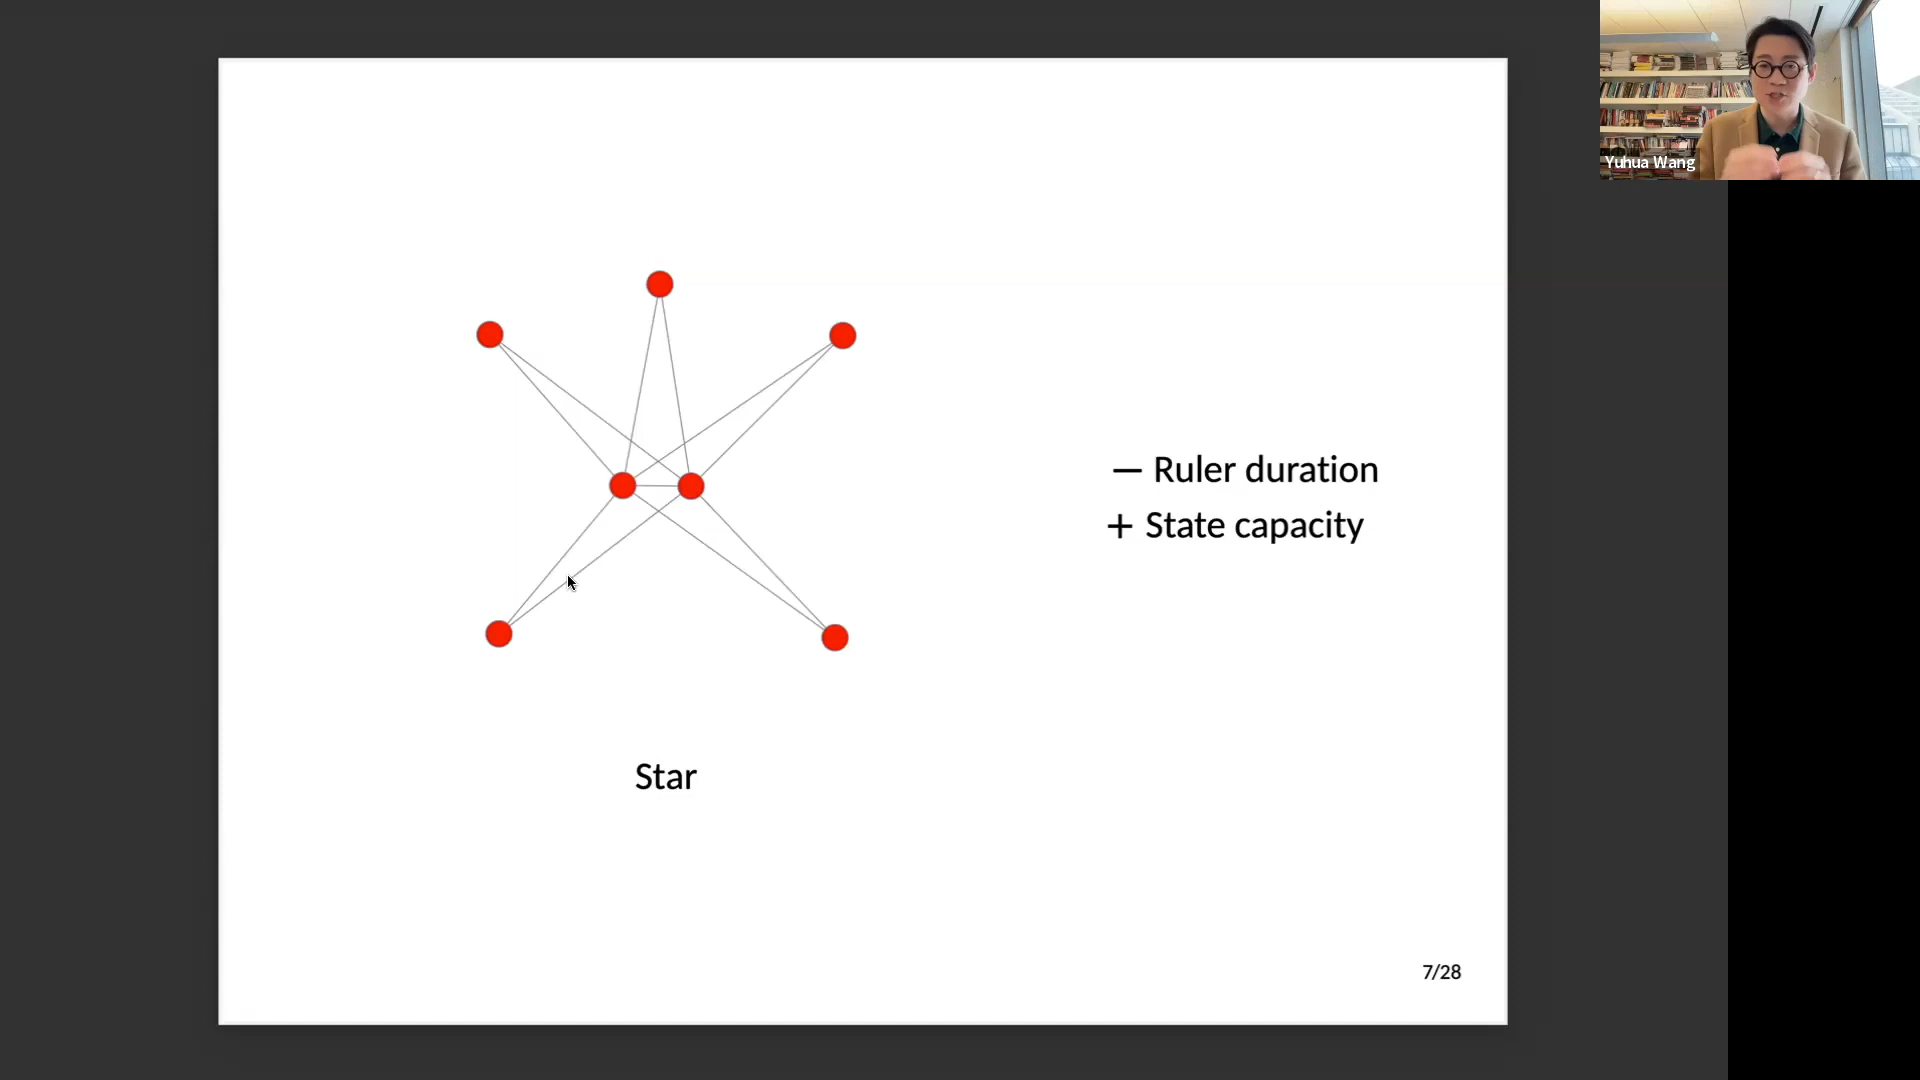 Yuhua Wang
— Ruler duration
+ State capacity
Star
7/28